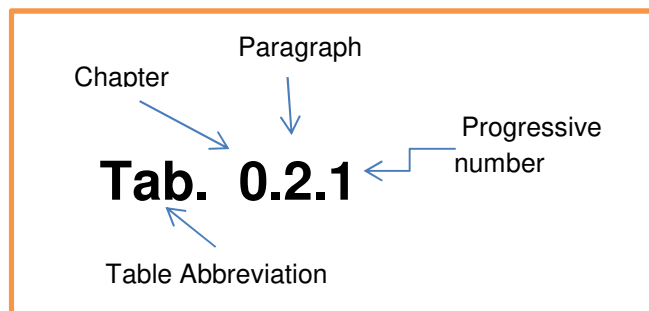 Paragraph
Chapter
Progressive
number
Tab. 0.2.1
Table Abbreviation